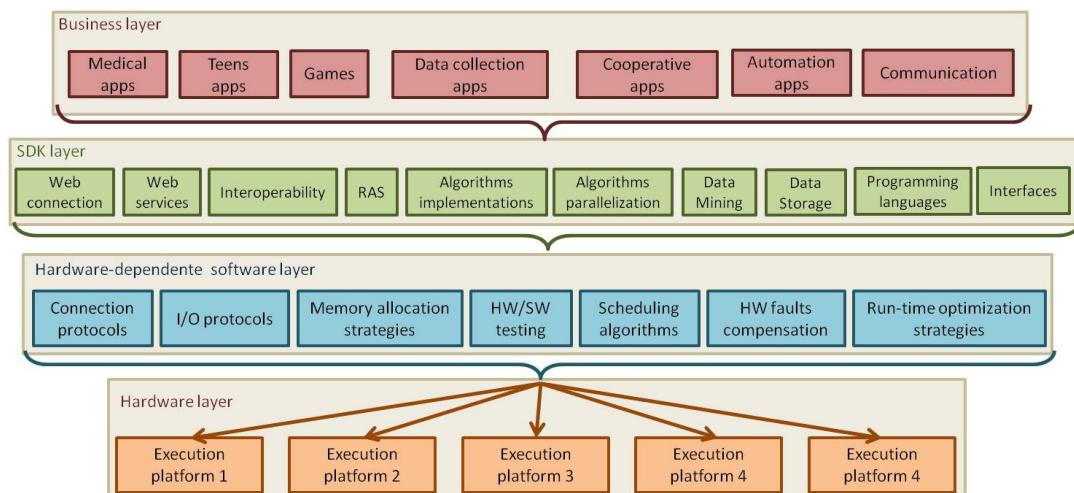 Business layer
Medical
apps
Teens
apps
Games
Data collection
apps
Cooperative
apps
Automation
apps
Communication
SDK layer
Web
connection
Web
services
Interoperability
RAS
Algorithms
implementations
Algorithms
parallelization
Data
Mining
Data
Storage
Programming
languages
Interfaces
Hardware-dependente software layer
Connection
protocols
I/O protocols
Memory allocation
strategies
HW/SW
testing
Scheduling
algorithms
HW faults
compensation
Run-time optimization
strategies
Hardware layer
Execution
platform 1
Execution
platform 2
Execution
platform 3
Execution
platform 4
Execution
platform 4